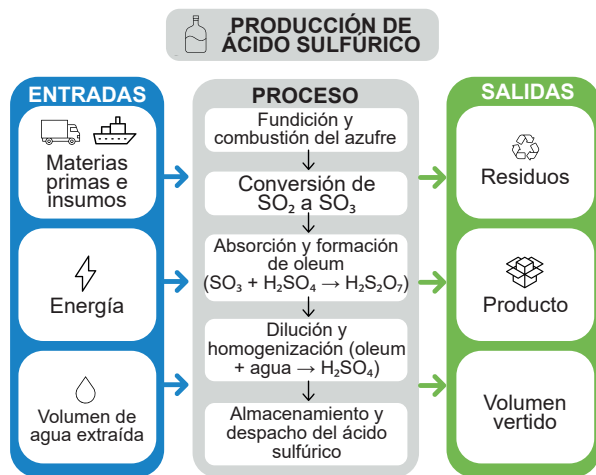 PRODUCCIÓN DE
ÁCIDO SULFÚRICO
ENTRADAS
Materias
primas e
insumos
Energía
Volumen de
agua extraída
PROCESO
Fundición y
combustión del azufre
Conversión de
SO₂ a SO₃
Absorción y formación
de oleum
(SO₃ + H₂SO₄ → H₂S₂O₇)
Dilución y
homogenización (oleum
+ agua → H₂SO₄)
Almacenamiento y
despacho del ácido
sulfúrico
SALIDAS
Residuos
Producto
Volumen
vertido